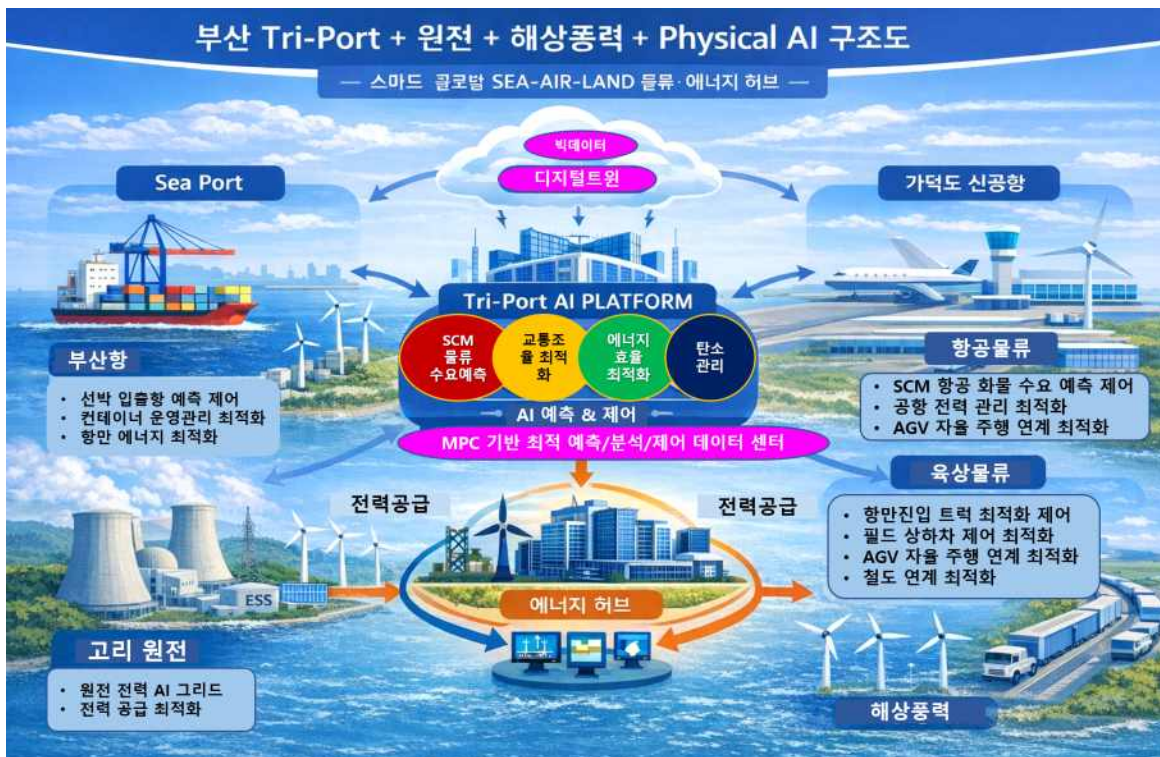 부산 Tri-Port + 원전 + 해상풍력 + Physical AI 구조도
스마드 글로발 SEA-AIR-LAND 믈류·에너지 허브
빅데이터
디지털트윈
Sea Port
가덕도 신공항
Tri-Port AI PLATFORM
SCM
물류
수요예측
교통조
율 최적
화
에너지
효율
최적화
탄소
관리
AI 예측 & 제어
MPC 기반 최적 예측/분석/제어 데이터 센터
부산항
• 선박 입출항 예측 제어
• 컨테이너 운영관리 최적화
• 항만 에너지 최적화
항공물류
• SCM 항공 화물 수요 예측 제어
• 공항 전력 관리 최적화
• AGV 자율 주행 연계 최적화
전력공급
전력공급
육상물류
• 항만진입 트럭 최적화 제어
• 필드 상하차 제어 최적화
• AGV 자율 주행 연계 최적화
• 철도 연계 최적화
ESS
에너지 허브
고리 원전
• 원전 전력 AI 그리드
• 전력 공급 최적화
해상풍력